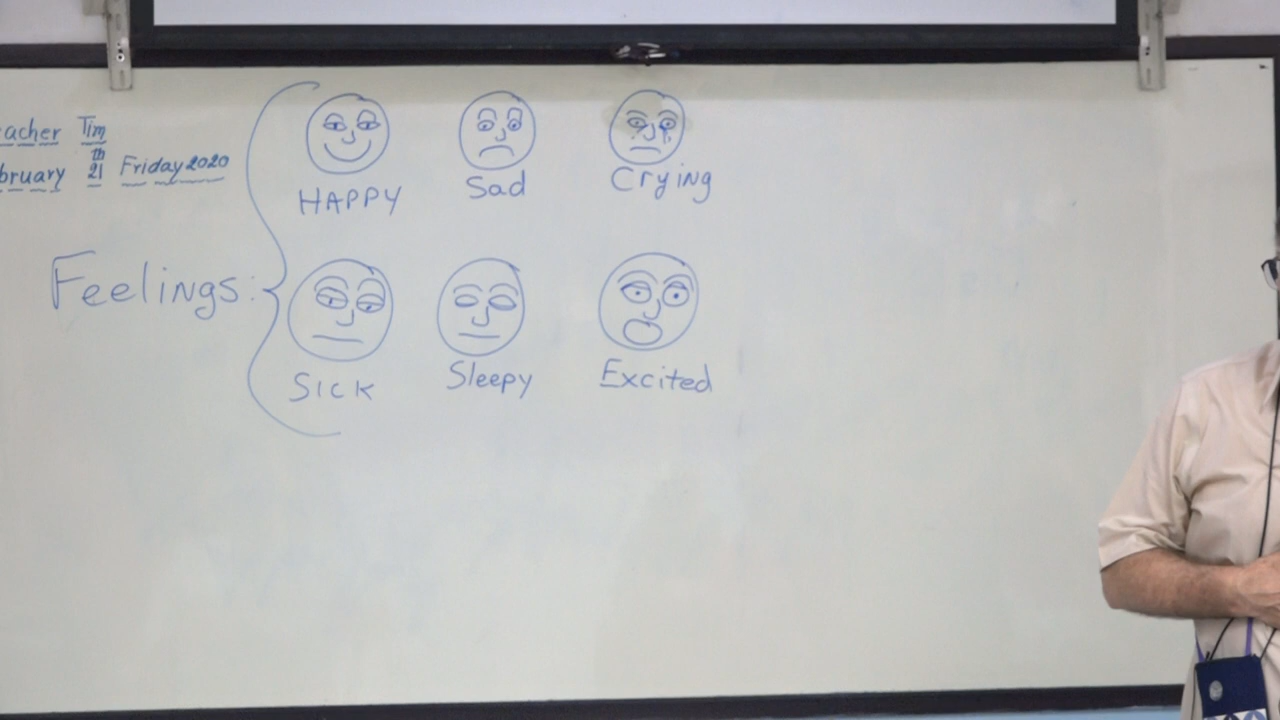 acher Tim
bruary 21th Friday 2020
Feelings:
HAPPY Sad Crying
SICK Sleepy Excited